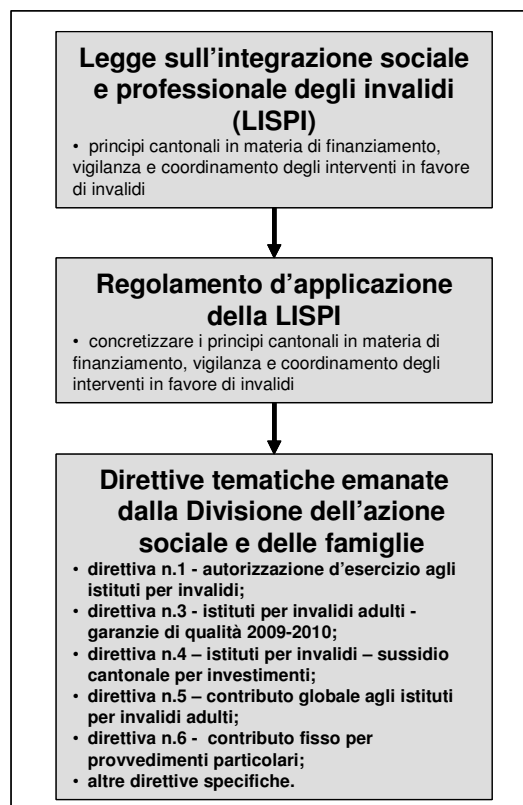 Legge sull'integrazione sociale
e professionale degli invalidi
(LISPI)
• principi cantonali in materia di finanziamento,
vigilanza e coordinamento degli interventi in favore
di invalidi
Regolamento d'applicazione
della LISPI
• concretizzare i principi cantonali in materia di
finanziamento, vigilanza e coordinamento degli
interventi in favore di invalidi
Direttive tematiche emanate
dalla Divisione dell'azione
sociale e delle famiglie
• direttiva n.1 - autorizzazione d'esercizio agli
istituti per invalidi;
• direttiva n.3 - istituti per invalidi adulti -
garanzie di qualità 2009-2010;
• direttiva n.4 – istituti per invalidi – sussidio
cantonale per investimenti;
• direttiva n.5 – contributo globale agli istituti
per invalidi adulti;
• direttiva n.6 - contributo fisso per
provvedimenti particolari;
• altre direttive specifiche.